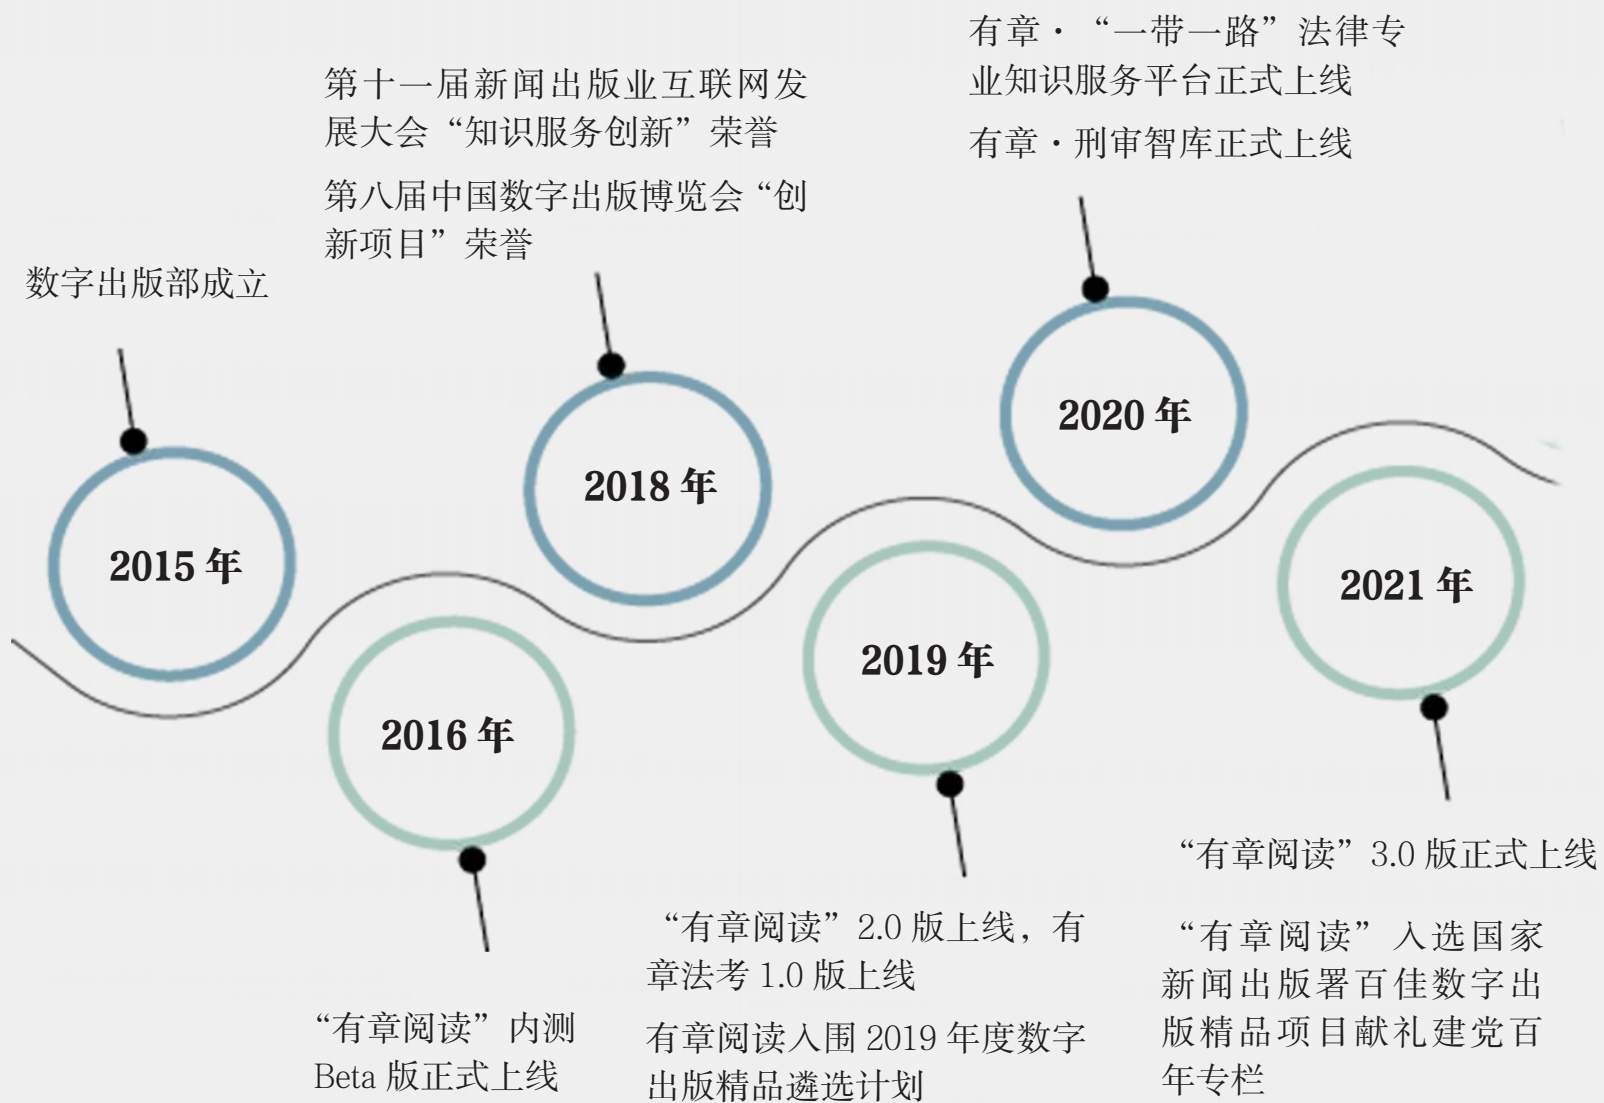 数字出版部成立
2015 年
“有章阅读”内测
Beta 版正式上线
2016 年
第十一届新闻出版业互联网发
展大会“知识服务创新”荣誉
第八届中国数字出版博览会“创
新项目”荣誉
2018 年
“有章阅读”2.0 版上线，有
章法考 1.0 版上线
有章阅读入围 2019 年度数字
出版精品遴选计划
2019 年
有章·“一带一路”法律专
业知识服务平台正式上线
有章·刑审智库正式上线
2020 年
“有章阅读”3.0 版正式上线
“有章阅读”入选国家
新闻出版署百佳数字出
版精品项目献礼建党百
年专栏
2021 年